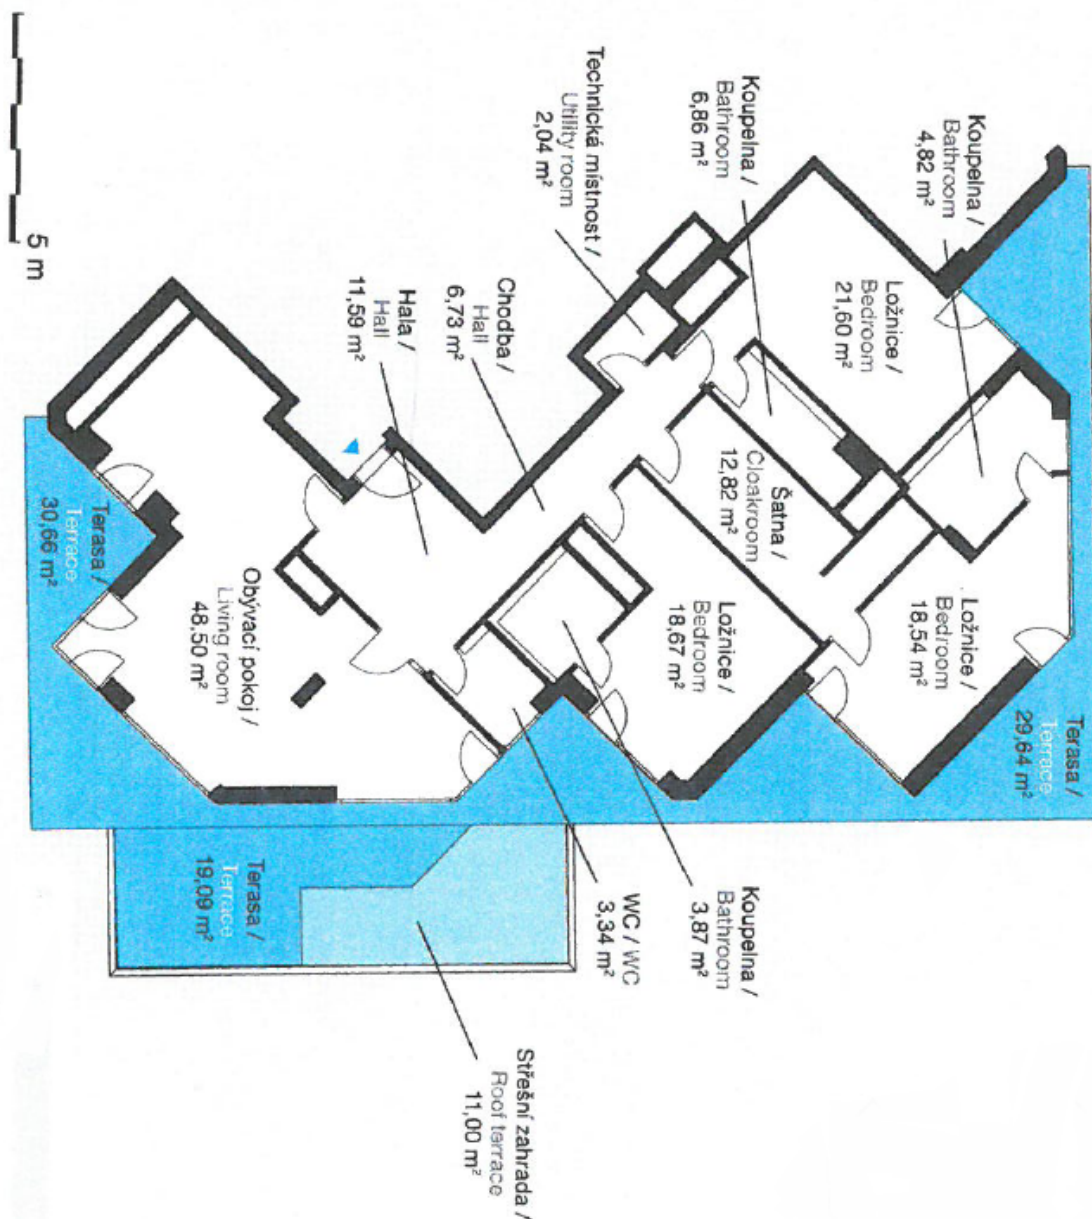 5 m
Technická místnost /
Utility room
2,04 m²
Koupelna /
Bathroom
6,86 m²
Koupelna /
Bathroom
4,82 m²
Ložnice /
Bedroom
21,60 m²
Chodba /
Hall
6,73 m²
Hala /
Hall
11,59 m²
Šatna /
Cloakroom
12,82 m²
Ložnice /
Bedroom
18,54 m²
Ložnice /
Bedroom
18,67 m²
Obývací pokoj /
Living room
48,50 m²
Terasa /
Terrace
30,66 m²
Terasa /
Terrace
29,64 m²
Terasa /
Terrace
19,09 m²
WC / WC
3,34 m²
Koupelna /
Bathroom
3,87 m²
Střešní zahrada /
Roof terrace
11,00 m²